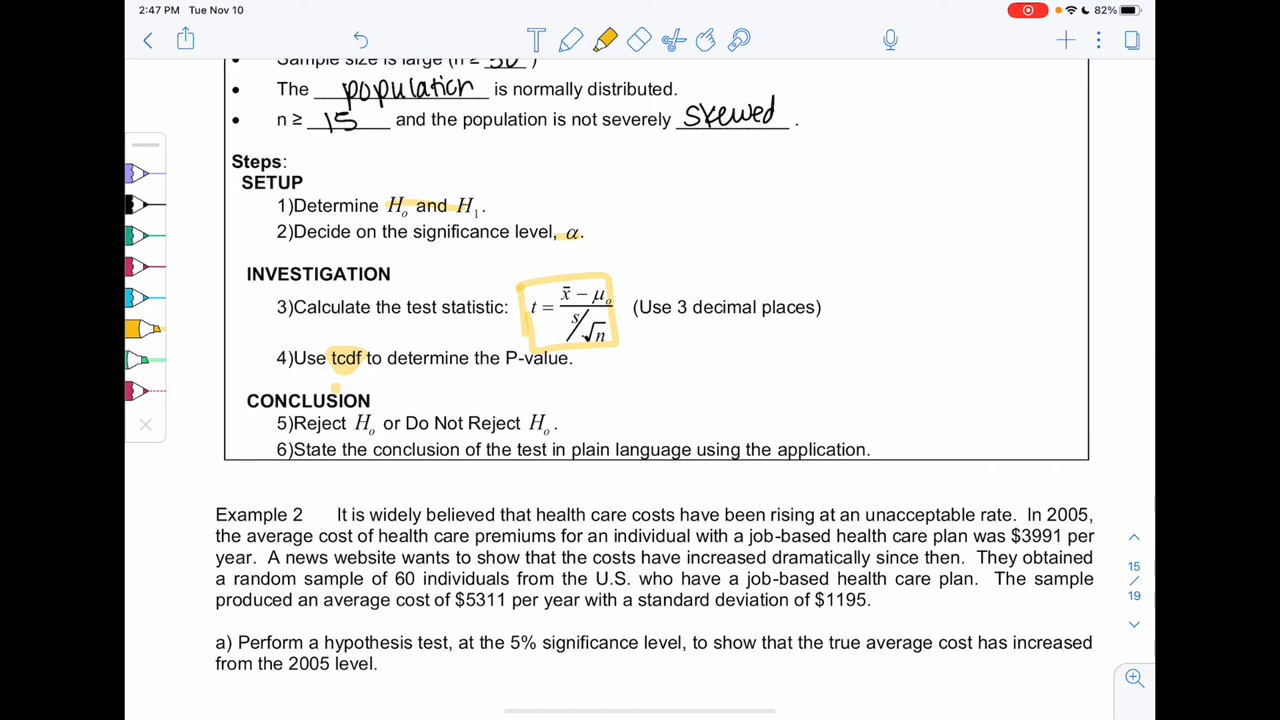 2:47 PM Tue Nov 10
82%
Sample size is large (n ≥ 30 )
The population is normally distributed.
n ≥ 15 and the population is not severely skewed .
Steps:
SETUP
1)Determine Hₒ and H₁.
2)Decide on the significance level, α.
INVESTIGATION
3)Calculate the test statistic: t = (x̄ − μₒ) / (s/√n) (Use 3 decimal places)
4)Use tcdf to determine the P-value.
CONCLUSION
5)Reject Hₒ or Do Not Reject Hₒ.
6)State the conclusion of the test in plain language using the application.
Example 2 It is widely believed that health care costs have been rising at an unacceptable rate. In 2005,
the average cost of health care premiums for an individual with a job-based health care plan was $3991 per
year. A news website wants to show that the costs have increased dramatically since then. They obtained
a random sample of 60 individuals from the U.S. who have a job-based health care plan. The sample
produced an average cost of $5311 per year with a standard deviation of $1195.
a) Perform a hypothesis test, at the 5% significance level, to show that the true average cost has increased
from the 2005 level.
15
/
19